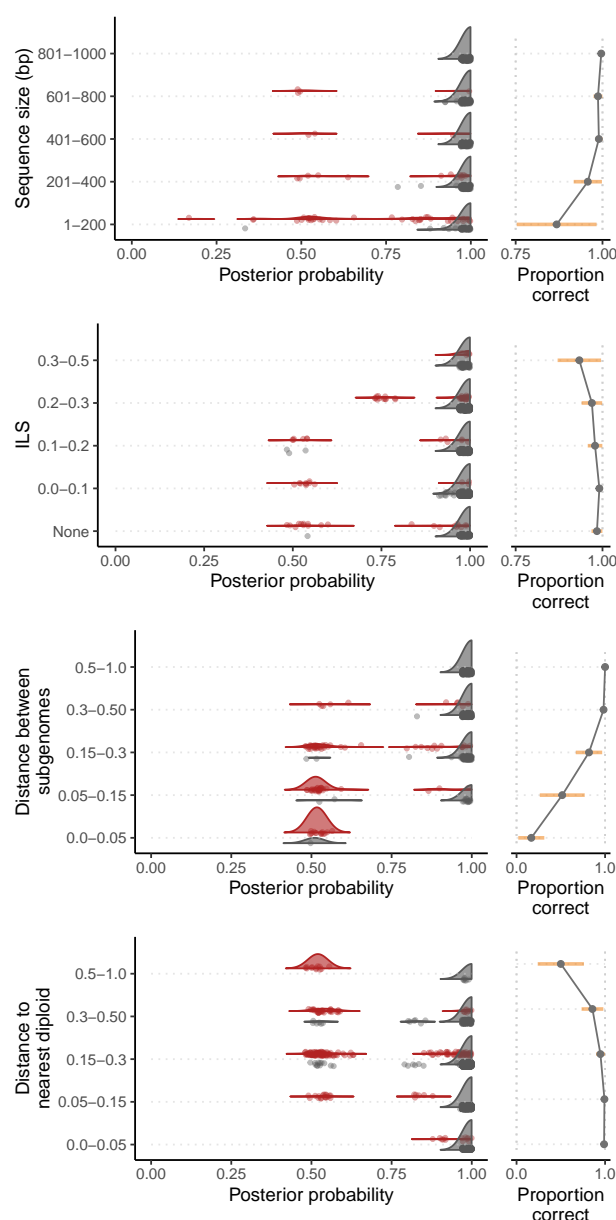 Sequence size (bp)
801−1000
601−800
401−600
201−400
1−200
0.00 0.25 0.50 0.75 1.00
Posterior probability
0.75 1.00
Proportion
correct
ILS
0.3−0.5
0.2−0.3
0.1−0.2
0.0−0.1
None
0.00 0.25 0.50 0.75 1.00
Posterior probability
0.75 1.00
Proportion
correct
Distance between
subgenomes
0.5−1.0
0.3−0.50
0.15−0.3
0.05−0.15
0.0−0.05
0.00 0.25 0.50 0.75 1.00
Posterior probability
0.0 1.0
Proportion
correct
Distance to
nearest diploid
0.5−1.0
0.3−0.50
0.15−0.3
0.05−0.15
0.0−0.05
0.00 0.25 0.50 0.75 1.00
Posterior probability
0.0 1.0
Proportion
correct